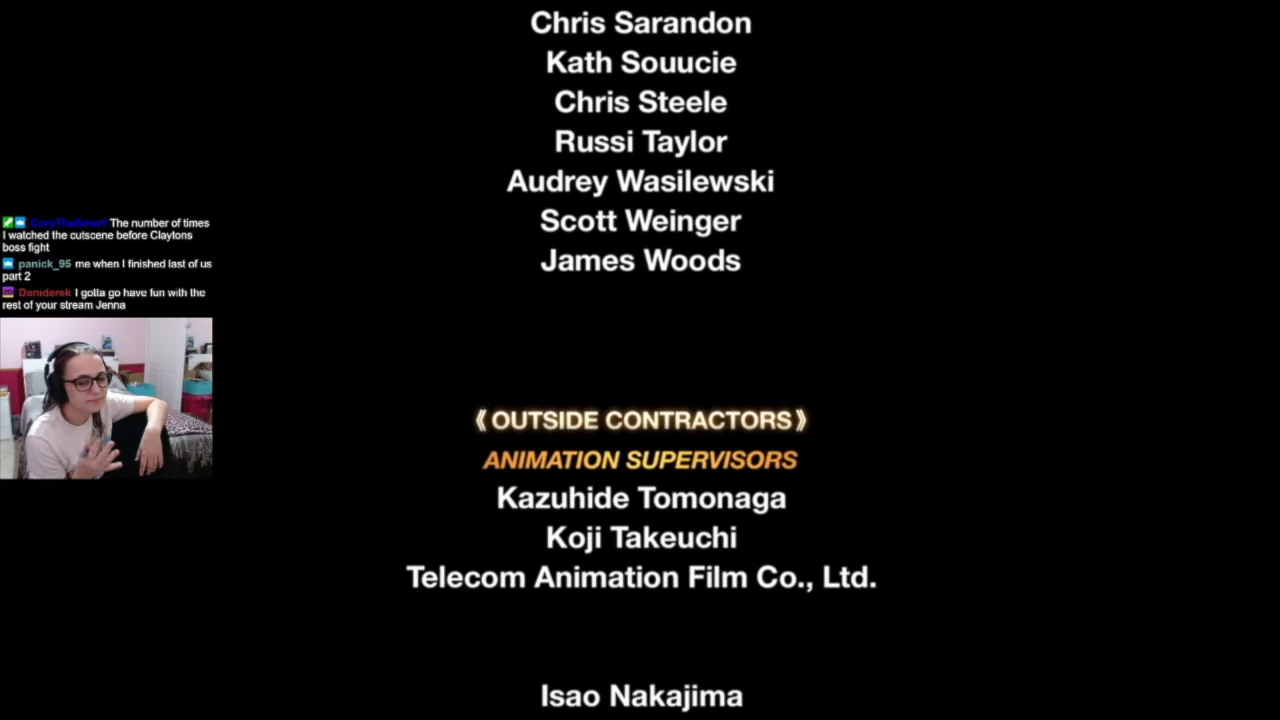 Chris Sarandon
Kath Souucie
Chris Steele
Russi Taylor
Audrey Wasilewski
Scott Weinger
James Woods
CoraTheSmurf The number of times
I watched the cutscene before Claytons
boss fight
panick_95 me when I finished last of us
part 2
Daniderek I gotta go have fun with the
rest of your stream Jenna
《OUTSIDE CONTRACTORS》
ANIMATION SUPERVISORS
Kazuhide Tomonaga
Koji Takeuchi
Telecom Animation Film Co., Ltd.
Isao Nakajima